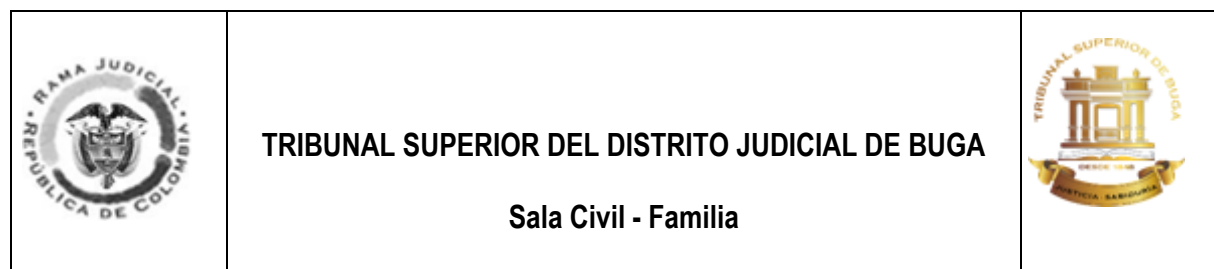 RAMA JUDICIAL
REPÚBLICA DE COLOMBIA
TRIBUNAL SUPERIOR DEL DISTRITO JUDICIAL DE BUGA
Sala Civil - Familia
TRIBUNAL SUPERIOR DE BUGA
JUSTICIA SABIDURIA